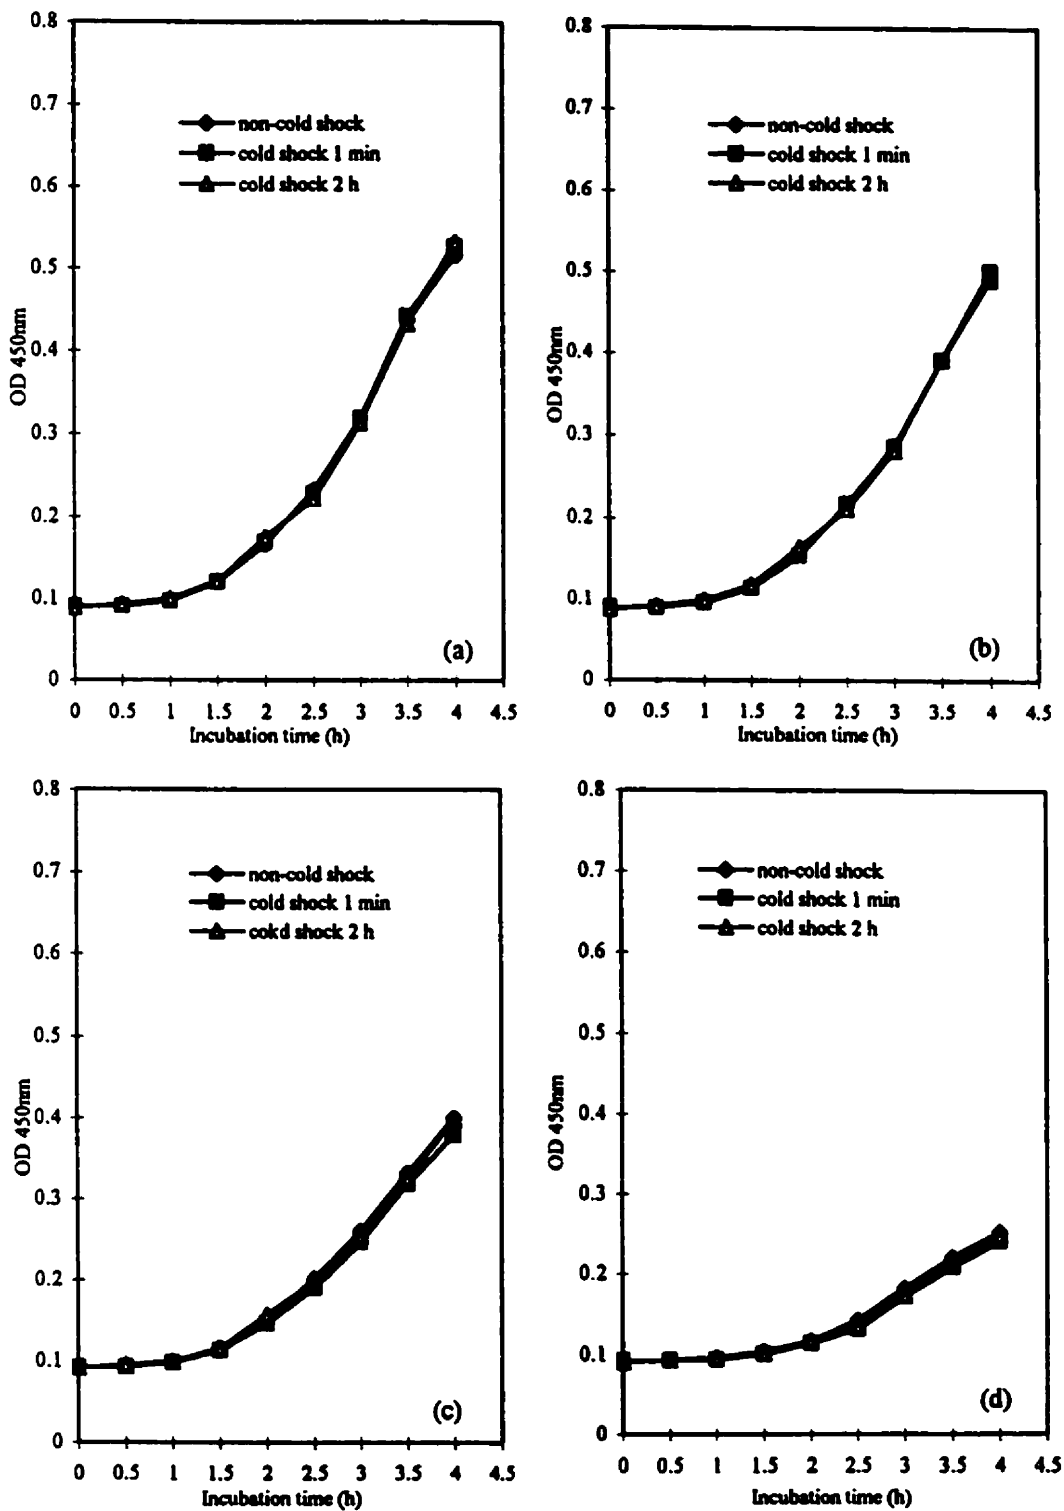 0.8
0.7
0.6
0.5
0.4
0.3
0.2
0.1
0
OD 450nm
non-cold shock
cold shock 1 min
cold shock 2 h
(a)
0 0.5 1 1.5 2 2.5 3 3.5 4 4.5
Incubation time (h)
0.8
0.7
0.6
0.5
0.4
0.3
0.2
0.1
0
OD 450nm
non-cold shock
cold shock 1 min
cold shock 2 h
(b)
0 0.5 1 1.5 2 2.5 3 3.5 4 4.5
Incubation time (h)
0.8
0.7
0.6
0.5
0.4
0.3
0.2
0.1
0
OD 450nm
non-cold shock
cold shock 1 min
cokd shock 2 h
(c)
0 0.5 1 1.5 2 2.5 3 3.5 4 4.5
Incubation time (h)
0.8
0.7
0.6
0.5
0.4
0.3
0.2
0.1
0
OD 450nm
non-cold shock
cold shock 1 min
cold shock 2 h
(d)
0 0.5 1 1.5 2 2.5 3 3.5 4 4.5
Incubation time (h)